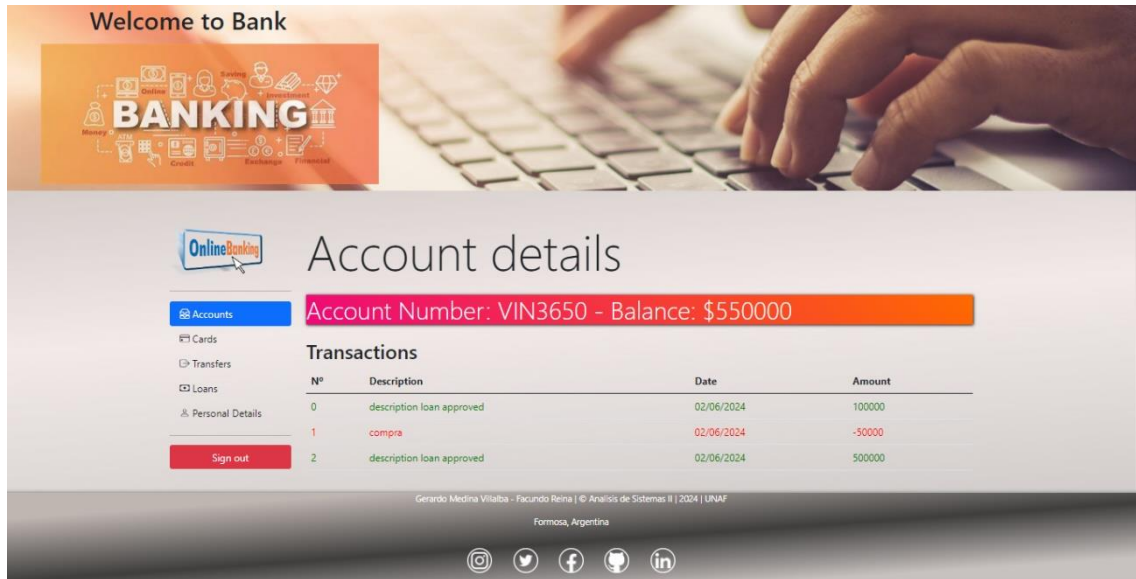 Welcome to Bank
Saving
Online
Investment
BANKING
Money
ATM
Credit
Exchange
Financial
OnlineBanking
Account details
Accounts
Account Number: VIN3650 - Balance: $550000
Cards
Transfers
Loans
Personal Details
Sign out
Transactions
Nº Description Date Amount
0 description loan approved 02/06/2024 100000
1 compra 02/06/2024 -50000
2 description loan approved 02/06/2024 500000
Gerardo Medina Villalba - Facundo Reina | © Analisis de Sistemas II | 2024 | UNAF
Formosa, Argentina